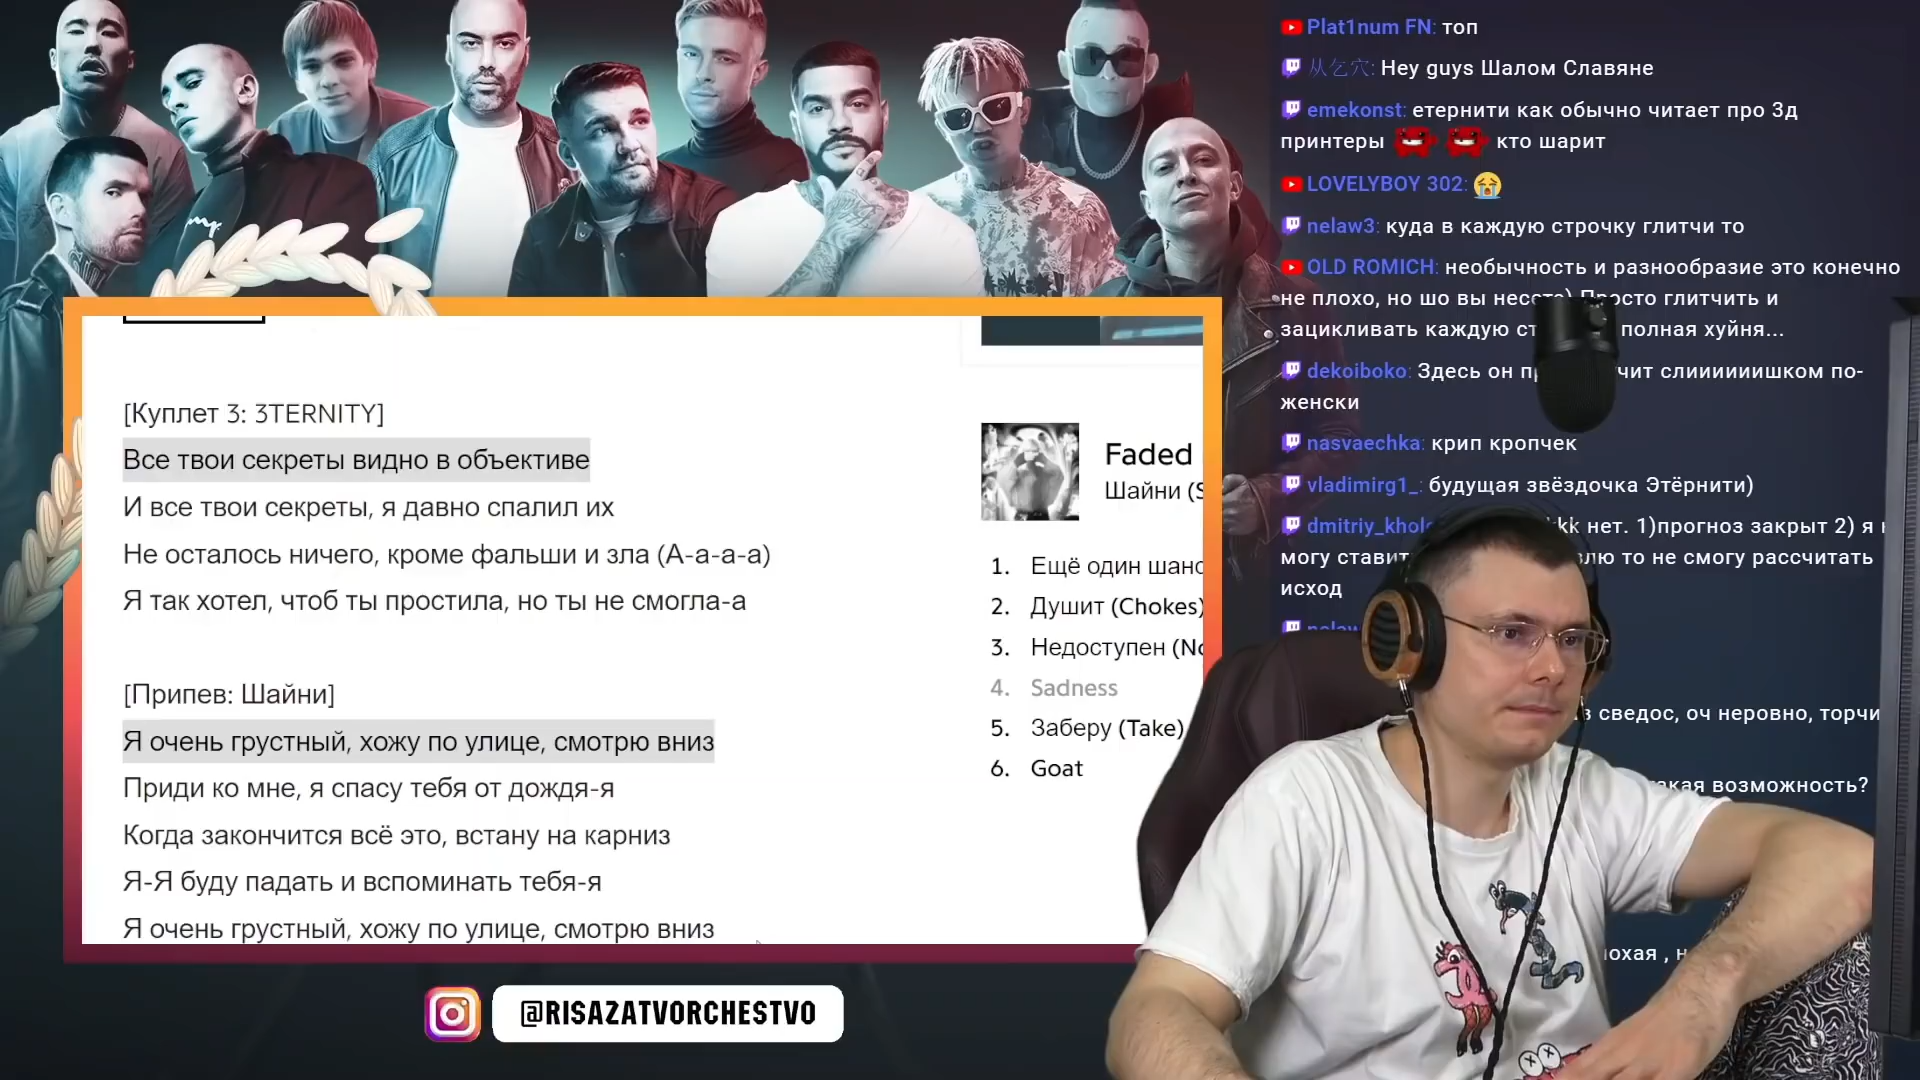 [Куплет 3: 3TERNITY]
Все твои секреты видно в объективе
И все твои секреты, я давно спалил их
Не осталось ничего, кроме фальши и зла (А-а-а-а)
Я так хотел, чтоб ты простила, но ты не смогла-а
[Припев: Шайни]
Я очень грустный, хожу по улице, смотрю вниз
Приди ко мне, я спасу тебя от дождя-я
Когда закончится всё это, встану на карниз
Я-Я буду падать и вспоминать тебя-я
Я очень грустный, хожу по улице, смотрю вниз
Faded
Шайни
1. Ещё один
2. Душит (Chokes)
3. Недоступен
4. Sadness
5. Заберу (Take)
6. Goat
@RISAZATVORCHESTVO
Plat1num FN: топ
从乞穴: Hey guys Шалом Славяне
emekonst: етернити как обычно читает про 3д
принтеры кто шарит
LOVELYBOY 302: 😭
nelaw3: куда в каждую строчку глитчи то
OLD ROMICH: необычность и разнообразие это конечно
не плохо, но шо вы Просто глитчить и
зацикливать каждую полная хуйня...
dekoiboko: Здесь он слиииииишком по-
женски
nasvaechka: крип кропчек
vladimirg1_: будущая звёздочка Этёрнити)
нет. 1)прогноз закрыт 2) я
могу то не смогу рассчитать
исход
сведос, оч неровно,
возможность?